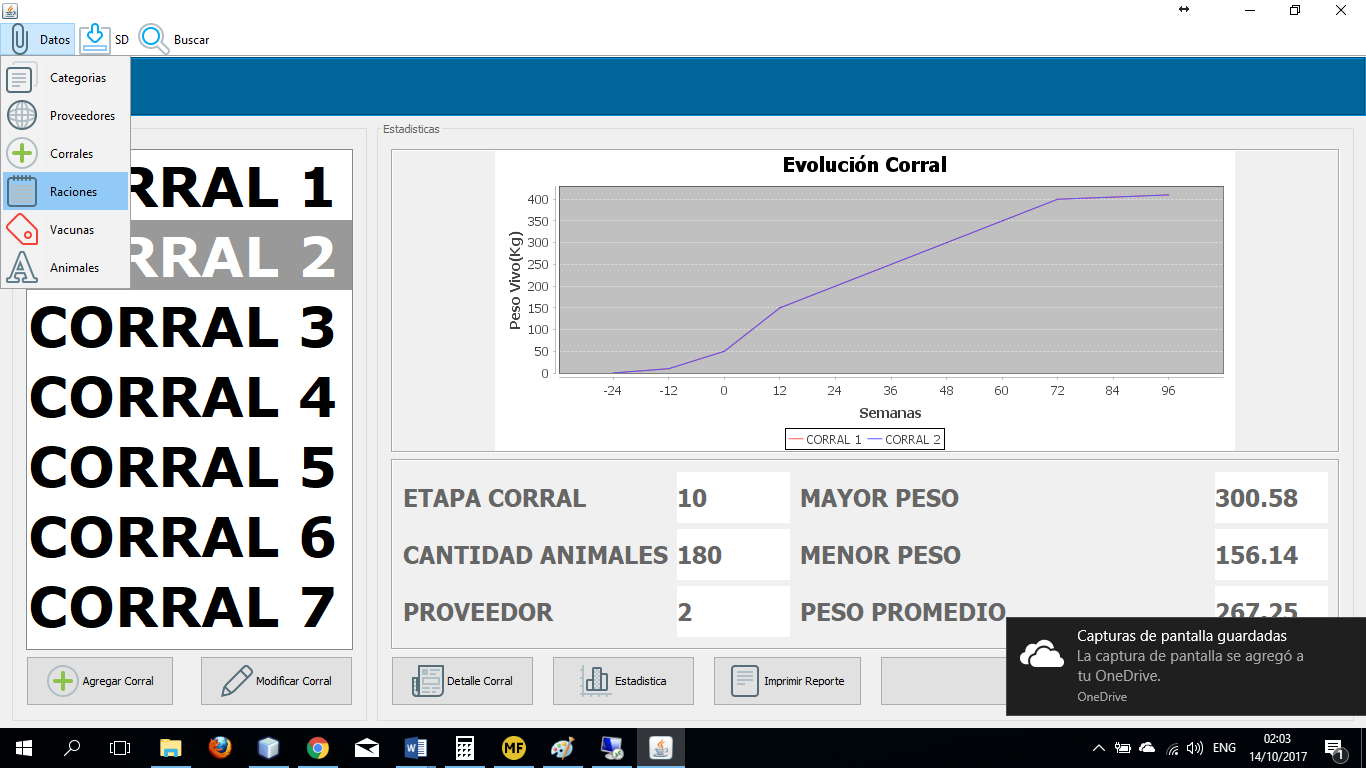 Datos SD Buscar
Categorias
Proveedores
Corrales
Raciones
Vacunas
Animales
RRAL 1
RRAL 2
CORRAL 3
CORRAL 4
CORRAL 5
CORRAL 6
CORRAL 7
Agregar Corral
Modificar Corral
Estadisticas
Evolución Corral
Peso Vivo(Kg)
400
350
300
250
200
150
100
50
0
-24 -12 0 12 24 36 48 60 72 84 96
Semanas
CORRAL 1 CORRAL 2
ETAPA CORRAL 10 MAYOR PESO 300.58
CANTIDAD ANIMALES 180 MENOR PESO 156.14
PROVEEDOR 2 PESO PROMEDIO 267.25
Detalle Corral
Estadistica
Imprimir Reporte
Capturas de pantalla guardadas
La captura de pantalla se agregó a
tu OneDrive.
OneDrive
MF
ENG
02:03
14/10/2017
1